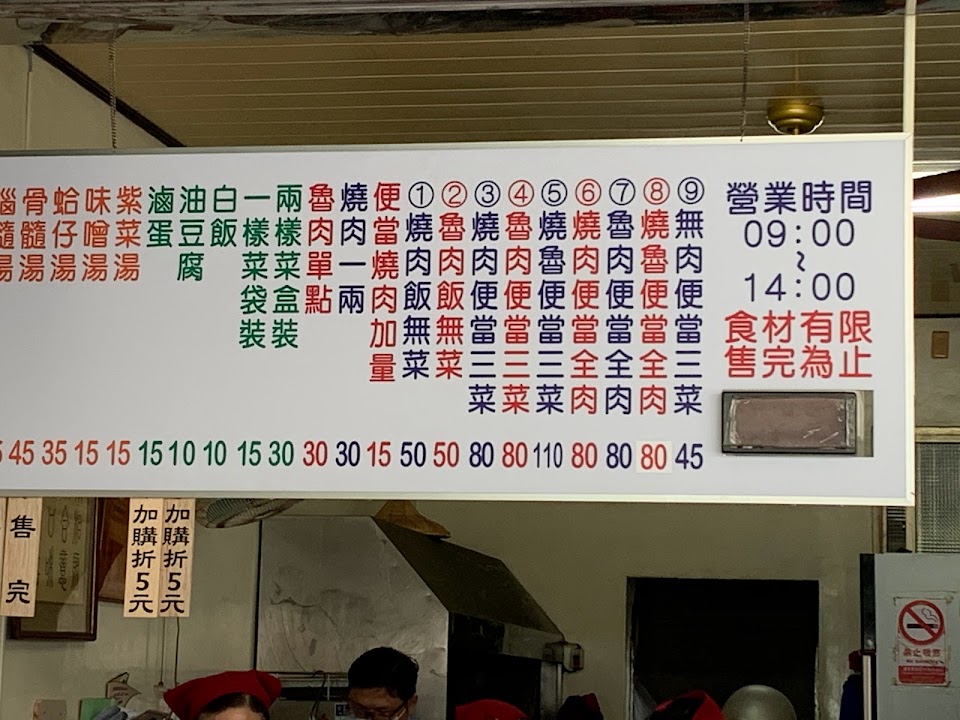 營業時間
09:00
~
14:00
食材有限
售完為止
⑨無肉便當三菜 45
⑧燒魯便當全肉 80
⑦魯肉便當全肉 80
⑥燒肉便當全肉 80
⑤燒魯便當三菜 110
④魯肉便當三菜 80
③燒肉便當三菜 80
②魯肉飯無菜 50
①燒肉飯無菜 50
便當燒肉加量 15
燒肉一兩 30
魯肉單點 30
兩樣菜盒裝 30
一樣菜袋裝 15
白飯 10
油豆腐 10
滷蛋 15
紫菜湯 15
味噲湯 15
蛤仔湯 35
骨髓湯 45
腦髓湯
加購折5元
加購折5元
售完
禁止吸菸